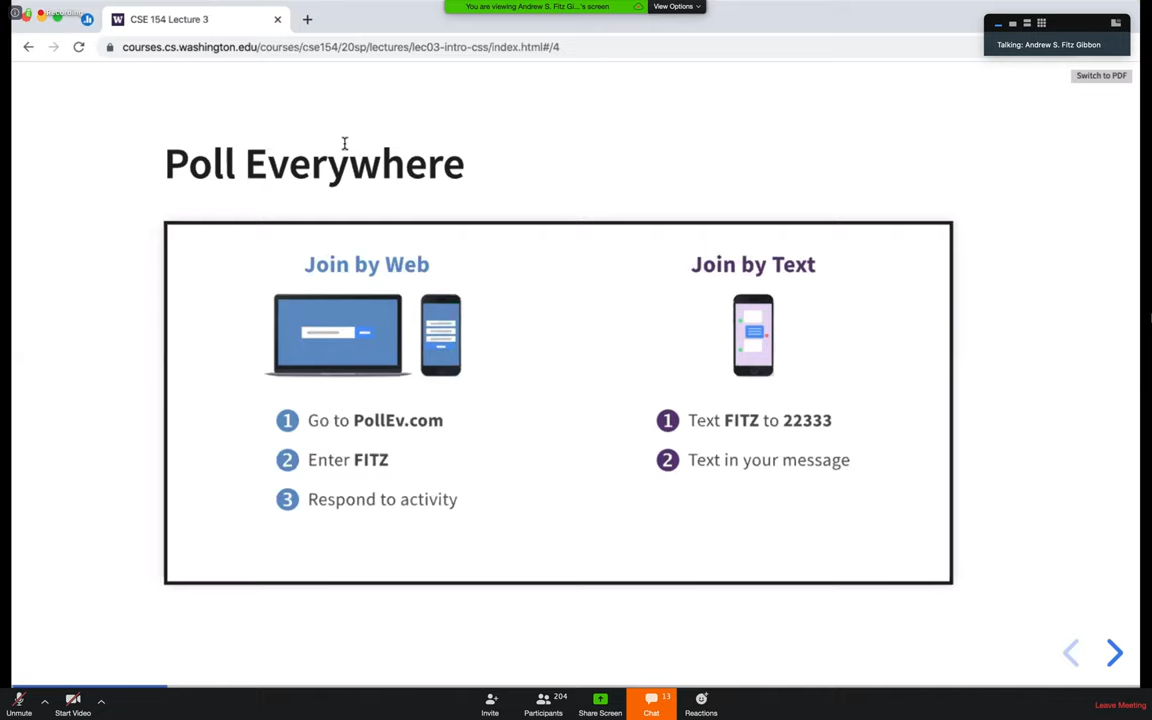 Recording
CSE 154 Lecture 3
You are viewing Andrew S. Fitz Gi...'s screen
View Options
courses.cs.washington.edu/courses/cse154/20sp/lectures/lec03-intro-css/index.html#/4
Talking: Andrew S. Fitz Gibbon
Switch to PDF
Poll Everywhere
Join by Web
1 Go to PollEv.com
2 Enter FITZ
3 Respond to activity
Join by Text
1 Text FITZ to 22333
2 Text in your message
Unmute
Start Video
Invite
204
Participants
Share Screen
13
Chat
Reactions
Leave Meeting